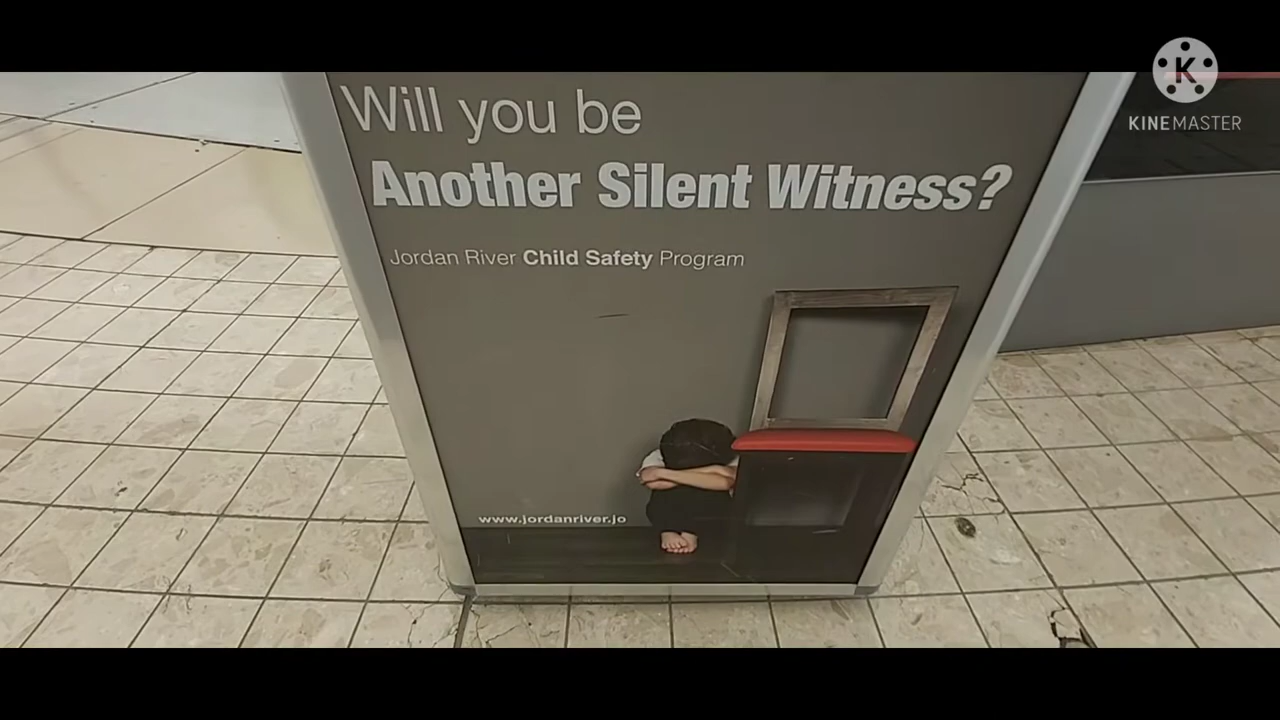 Will you be
Another Silent Witness?
Jordan River Child Safety Program
www.jordanriver.jo
K
KINEMASTER